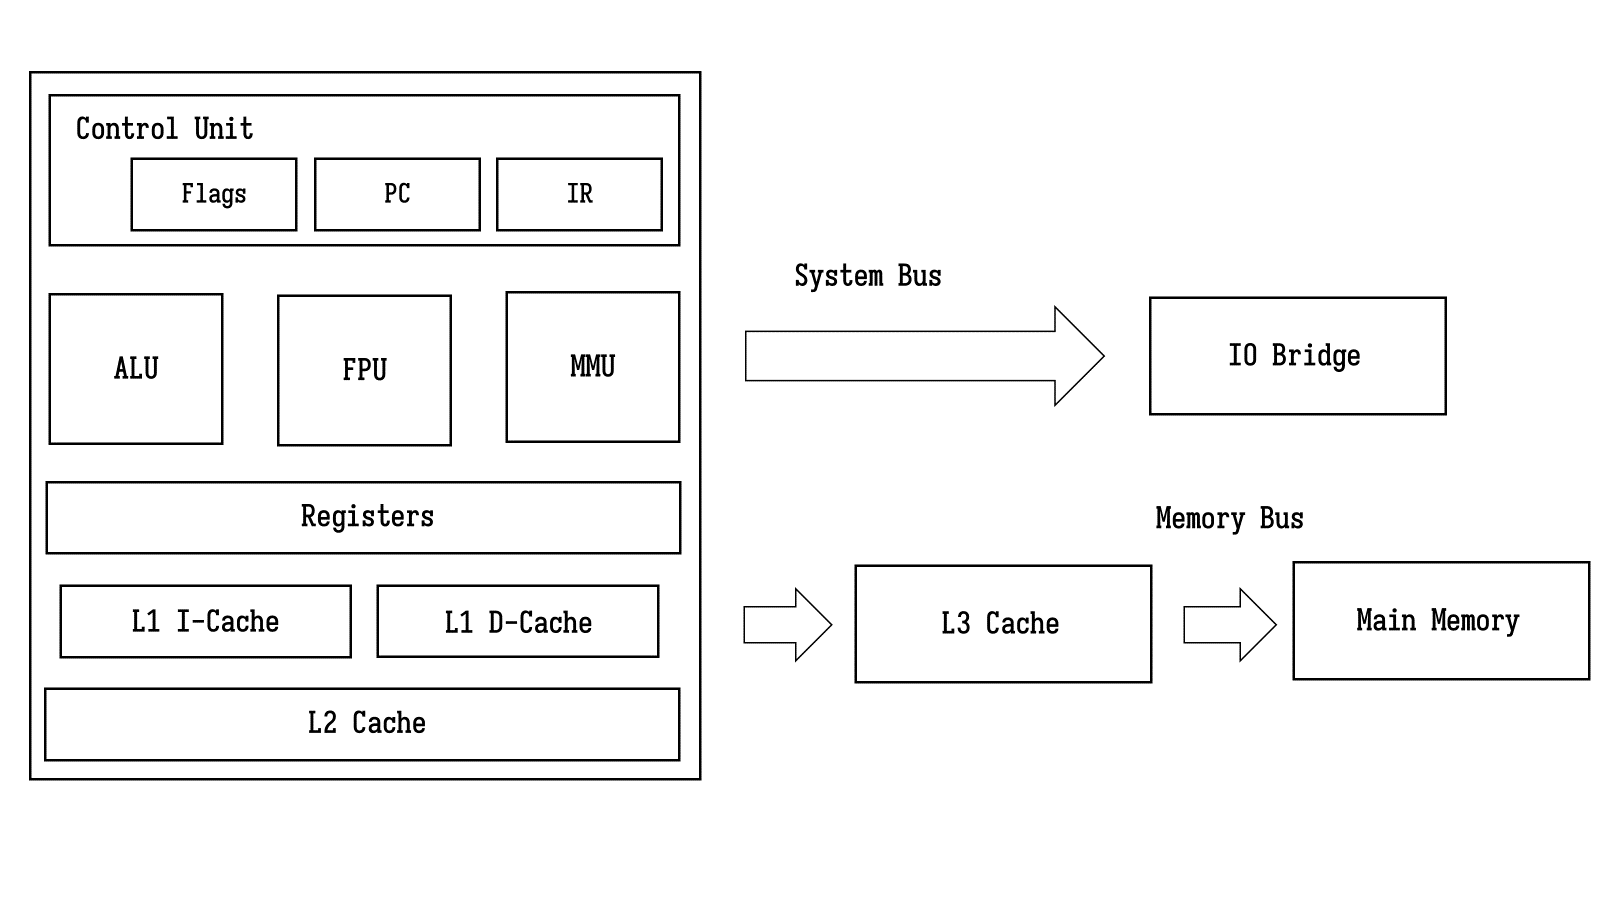 Control Unit
Flags
PC
IR
ALU
FPU
MMU
Registers
L1 I-Cache
L1 D-Cache
L2 Cache
System Bus
IO Bridge
Memory Bus
L3 Cache
Main Memory